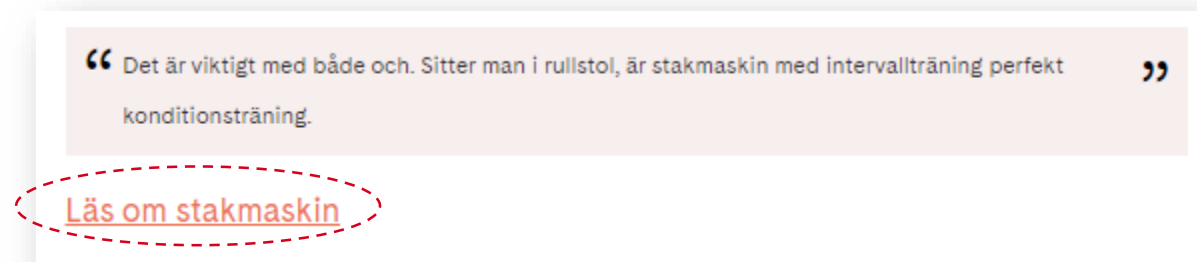 “ Det är viktigt med både och. Sitter man i rullstol, är stakmaskin med intervallträning perfekt ”
konditionsträning.
Läs om stakmaskin